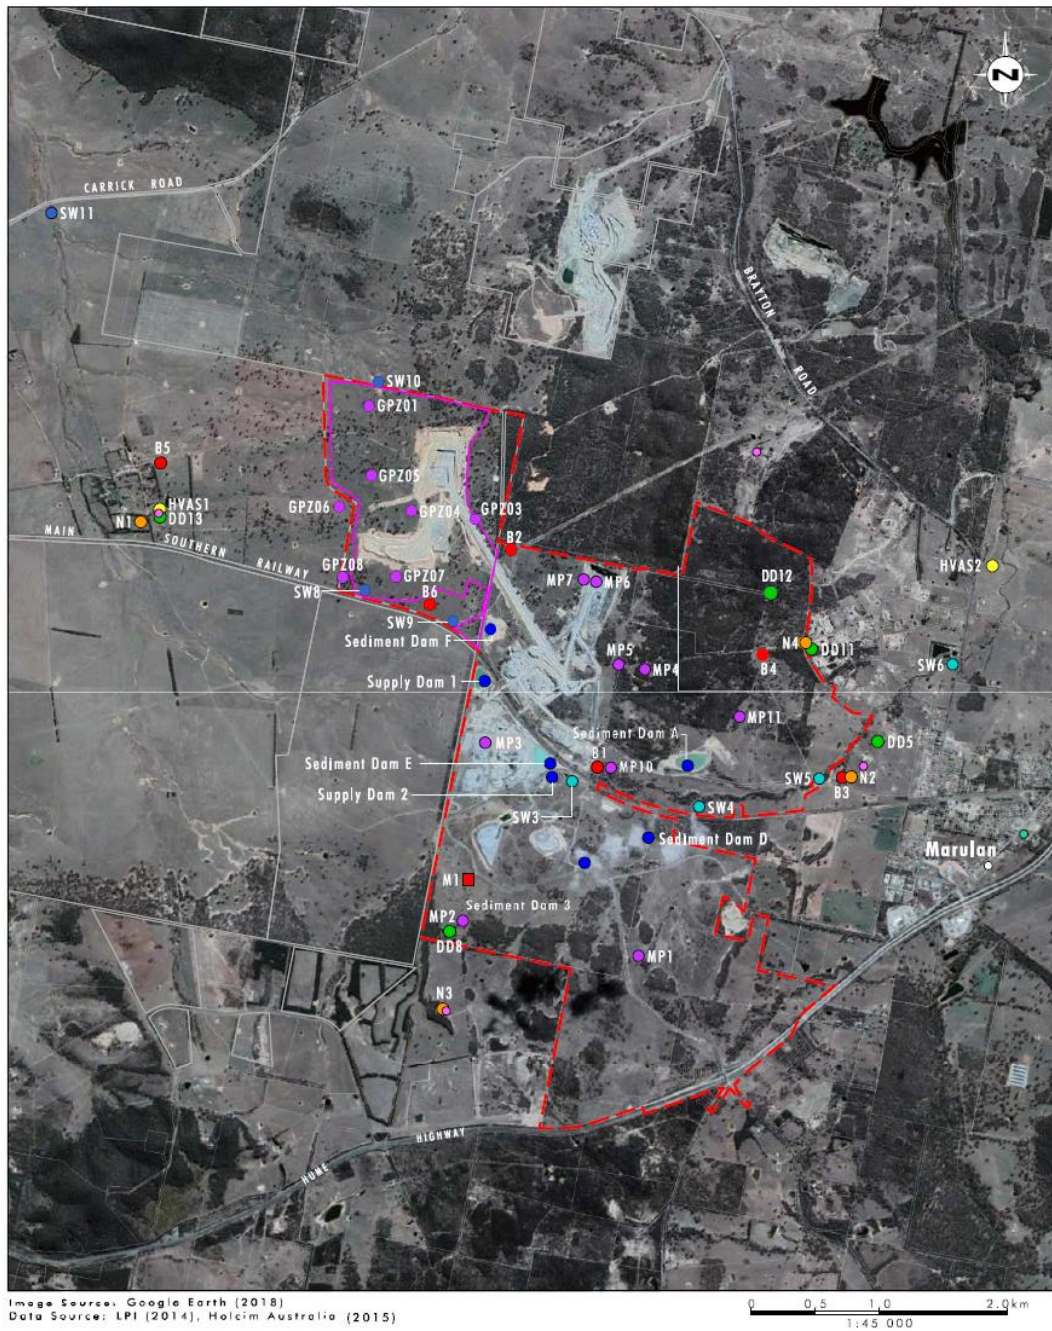 N
CARRICK ROAD
SW11
BRAYTON ROAD
SW10
GPZ01
B5
GPZ05
HVAS1
GPZ06
GPZ04
GPZ03
N1
DD13
MAIN SOUTHERN RAILWAY
B2
HVAS2
GPZ08
GPZ07
MP7
MP6
DD12
SW8
B6
SW9
Sediment Dam F
N4
DD11
MP5
MP4
B4
SW6
Supply Dam 1
MP11
Sediment Dam A
MP3
DD5
Sediment Dam E
B1
MP10
SW5
B3
N2
Supply Dam 2
SW4
SW3
Sediment Dam D
Marulan
M1
Sediment Dam 3
MP2
DD8
MP1
N3
HUME HIGHWAY
Image Source: Google Earth (2018)
Data Source: LPI (2014), Holcim Australia (2015)
0 0,5 1,0 2.0km
1:45 000